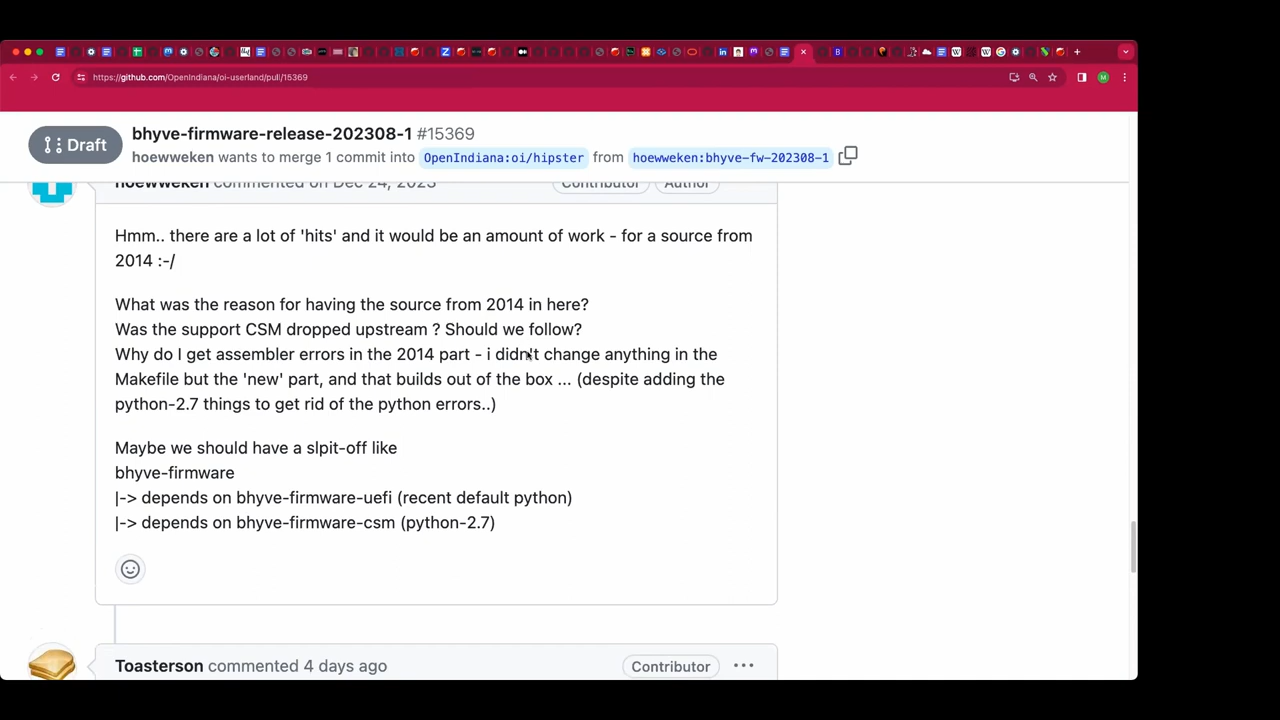 https://github.com/OpenIndiana/oi-userland/pull/15369
M
Draft
bhyve-firmware-release-202308-1 #15369
hoewweken wants to merge 1 commit into OpenIndiana:oi/hipster from hoewweken:bhyve-fw-202308-1
hoewweken commented on Dec 24, 2023 Contributor Author
Hmm.. there are a lot of 'hits' and it would be an amount of work - for a source from
2014 :-/
What was the reason for having the source from 2014 in here?
Was the support CSM dropped upstream ? Should we follow?
Why do I get assembler errors in the 2014 part - i didn't change anything in the
Makefile but the 'new' part, and that builds out of the box ... (despite adding the
python-2.7 things to get rid of the python errors..)
Maybe we should have a slpit-off like
bhyve-firmware
|-> depends on bhyve-firmware-uefi (recent default python)
|-> depends on bhyve-firmware-csm (python-2.7)
Toasterson commented 4 days ago Contributor